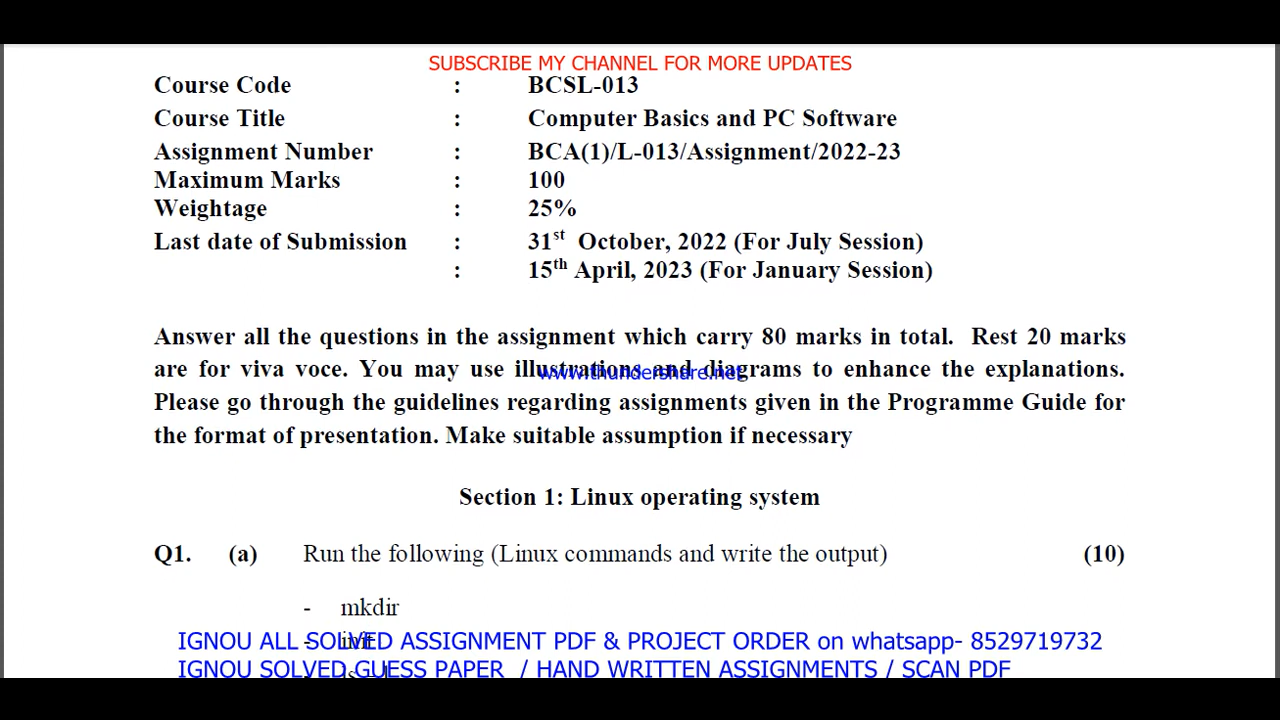 SUBSCRIBE MY CHANNEL FOR MORE UPDATES
Course Code : BCSL-013
Course Title : Computer Basics and PC Software
Assignment Number : BCA(1)/L-013/Assignment/2022-23
Maximum Marks : 100
Weightage : 25%
Last date of Submission : 31st October, 2022 (For July Session)
: 15th April, 2023 (For January Session)
Answer all the questions in the assignment which carry 80 marks in total. Rest 20 marks
are for viva voce. You may use illustrations and diagrams to enhance the explanations.
www.thundershare.net
Please go through the guidelines regarding assignments given in the Programme Guide for
the format of presentation. Make suitable assumption if necessary
Section 1: Linux operating system
Q1. (a) Run the following (Linux commands and write the output) (10)
- mkdir
IGNOU ALL SOLVED ASSIGNMENT PDF & PROJECT ORDER on whatsapp- 8529719732
IGNOU SOLVED GUESS PAPER / HAND WRITTEN ASSIGNMENTS / SCAN PDF